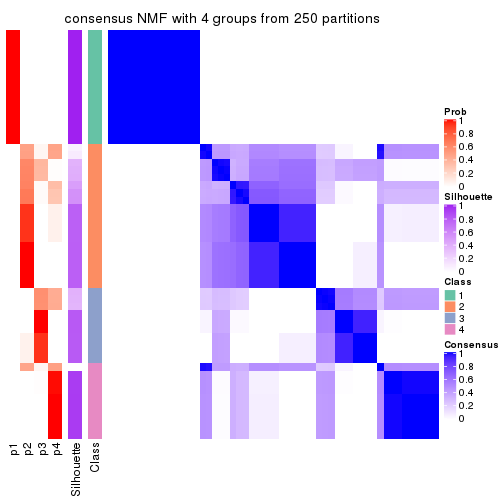 consensus NMF with 4 groups from 250 partitions
Prob
1
0.8
0.6
0.4
0.2
0
Silhouette
1
0.8
0.6
0.4
0.2
0
Class
1
2
3
4
Consensus
1
0.8
0.6
0.4
0.2
0
p1
p2
p3
p4
Silhouette
Class